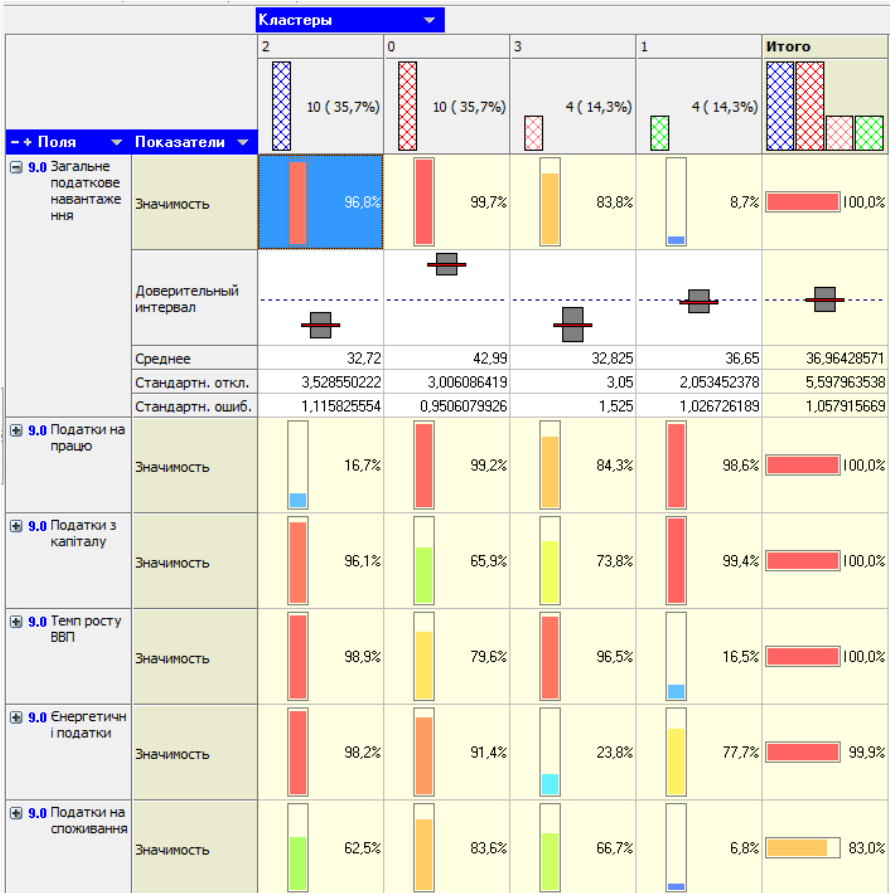 Кластеры
2 0 3 1 Итого
10 ( 35,7%) 10 ( 35,7%) 4 ( 14,3%) 4 ( 14,3%)
Поля Показатели
9.0 Загальне
податкове
навантаже
ння
Значимость 96,8% 99,7% 83,8% 8,7% 100,0%
Доверительный
интервал
Среднее 32,72 42,99 32,825 36,65 36,96428571
Стандартн. откл. 3,528550222 3,006086419 3,05 2,053452378 5,597963538
Стандартн. ошиб. 1,115825554 0,9506079926 1,525 1,026726189 1,057915669
9.0 Податки на
працю
Значимость 16,7% 99,2% 84,3% 98,6% 100,0%
9.0 Податки з
капіталу
Значимость 96,1% 65,9% 73,8% 99,4% 100,0%
9.0 Темп росту
ВВП
Значимость 98,9% 79,6% 96,5% 16,5% 100,0%
9.0 Єнергетичн
і податки
Значимость 98,2% 91,4% 23,8% 77,7% 99,9%
9.0 Податки на
споживання
Значимость 62,5% 83,6% 66,7% 6,8% 83,0%